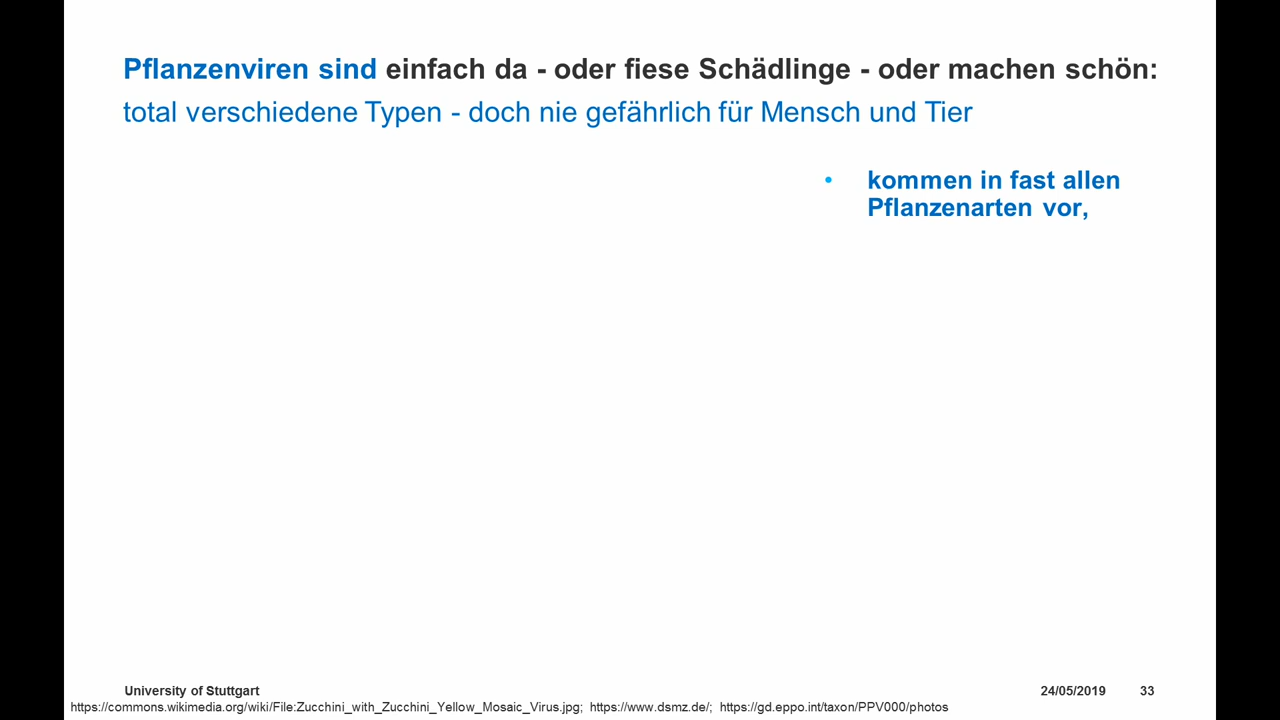 Pflanzenviren sind einfach da - oder fiese Schädlinge - oder machen schön:
total verschiedene Typen - doch nie gefährlich für Mensch und Tier
• kommen in fast allen
Pflanzenarten vor,
University of Stuttgart 24/05/2019 33
https://commons.wikimedia.org/wiki/File:Zucchini_with_Zucchini_Yellow_Mosaic_Virus.jpg; https://www.dsmz.de/; https://gd.eppo.int/taxon/PPV000/photos